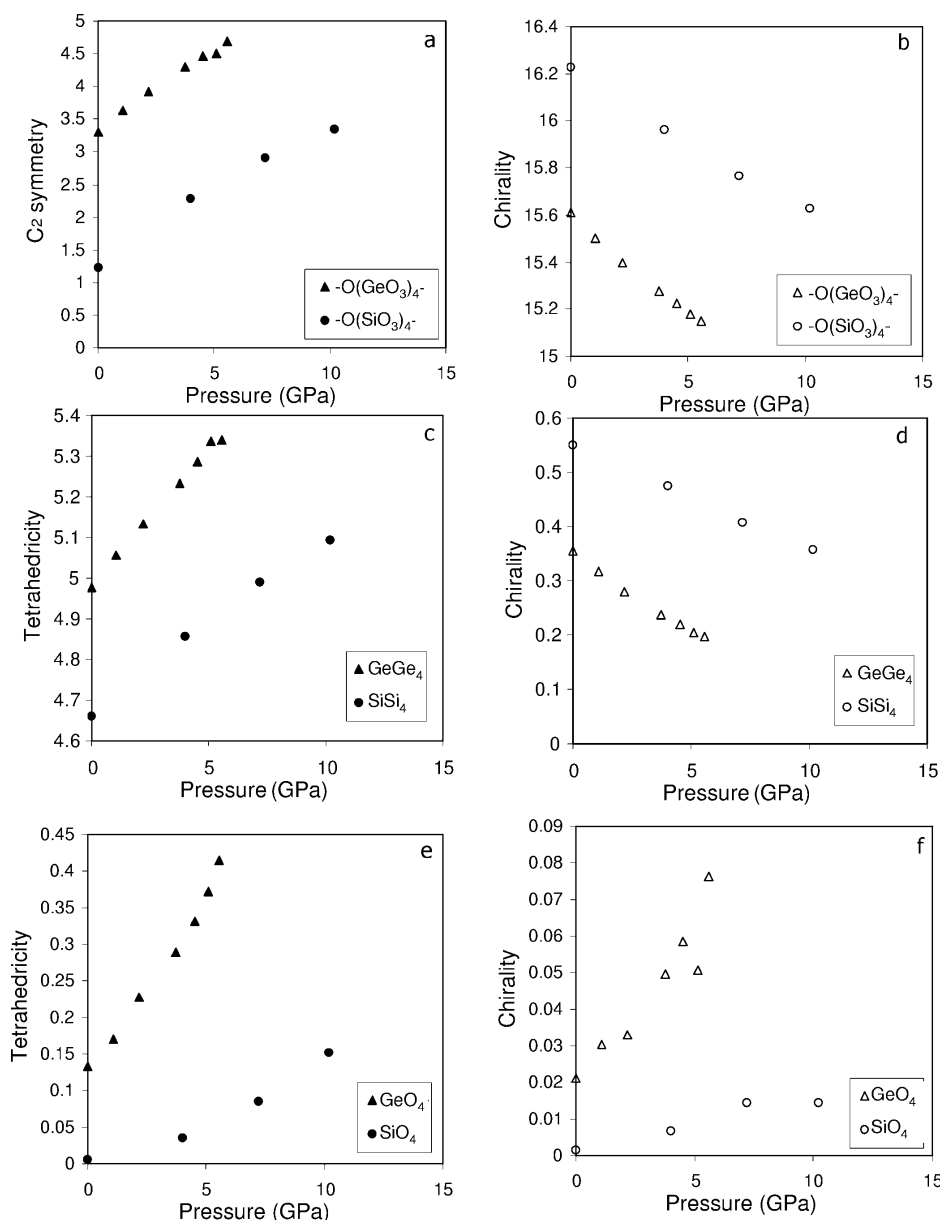 a
5
4.5
4
3.5
3
2.5
2
1.5
1
0.5
0
C2 symmetry
-O(GeO3)4-
-O(SiO3)4-
0 5 10 15
Pressure (GPa)
b
16.4
16.2
16
15.8
15.6
15.4
15.2
15
Chirality
-O(GeO3)4-
-O(SiO3)4-
0 5 10 15
Pressure (GPa)
c
5.4
5.3
5.2
5.1
5
4.9
4.8
4.7
4.6
Tetrahedricity
GeGe4
SiSi4
0 5 10 15
Pressure (GPa)
d
0.6
0.5
0.4
0.3
0.2
0.1
0
Chirality
GeGe4
SiSi4
0 5 10 15
Pressure (GPa)
e
0.45
0.4
0.35
0.3
0.25
0.2
0.15
0.1
0.05
0
Tetrahedricity
GeO4
SiO4
0 5 10 15
Pressure (GPa)
f
0.09
0.08
0.07
0.06
0.05
0.04
0.03
0.02
0.01
0
Chirality
GeO4
SiO4
0 5 10 15
Pressure (GPa)